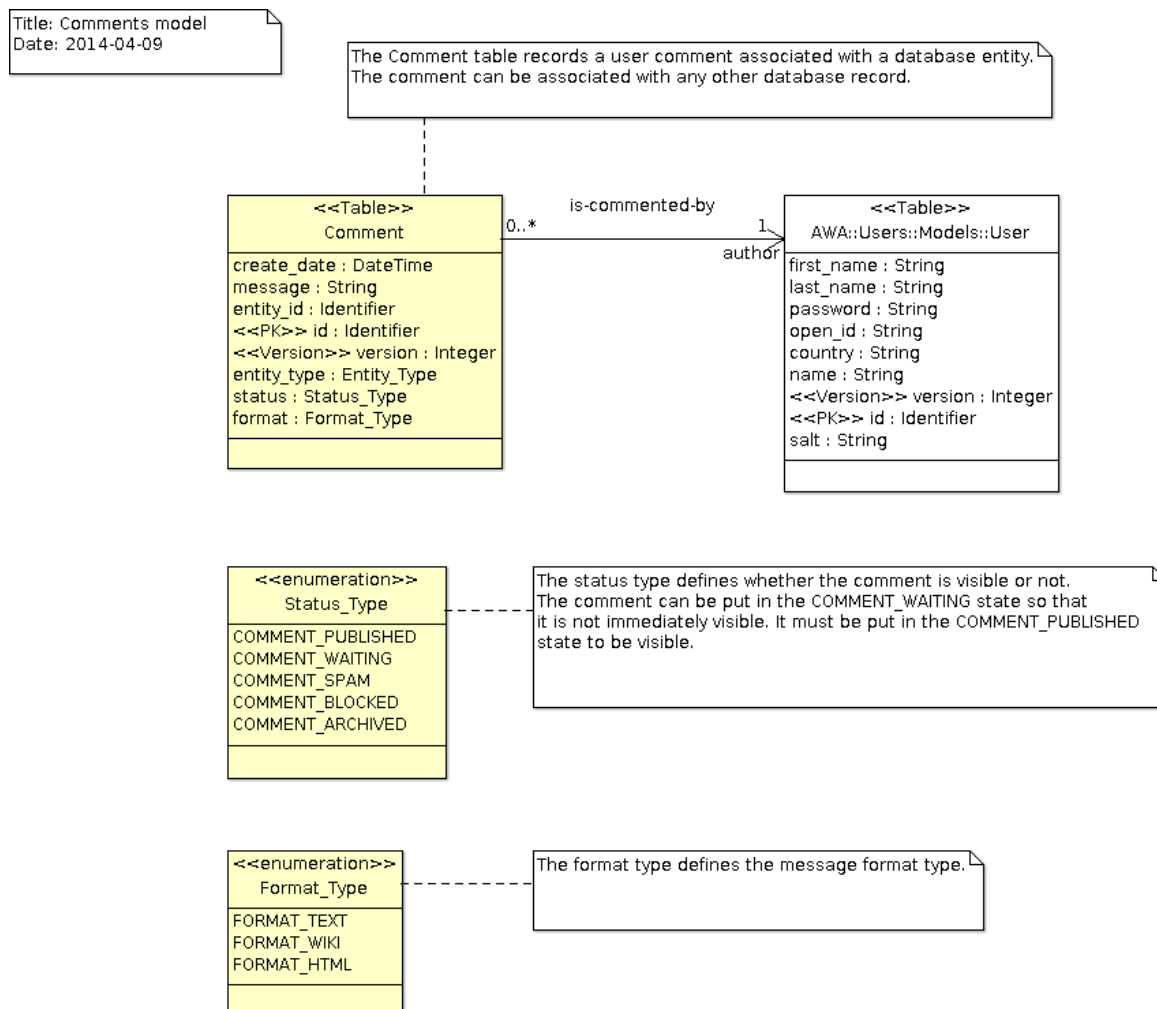 Title: Comments model
Date: 2014-04-09
The Comment table records a user comment associated with a database entity.
The comment can be associated with any other database record.
<<Table>>
Comment
create_date : DateTime
message : String
entity_id : Identifier
<<PK>> id : Identifier
<<Version>> version : Integer
entity_type : Entity_Type
status : Status_Type
format : Format_Type
is-commented-by
0..*
1
author
<<Table>>
AWA::Users::Models::User
first_name : String
last_name : String
password : String
open_id : String
country : String
name : String
<<Version>> version : Integer
<<PK>> id : Identifier
salt : String
<<enumeration>>
Status_Type
COMMENT_PUBLISHED
COMMENT_WAITING
COMMENT_SPAM
COMMENT_BLOCKED
COMMENT_ARCHIVED
The status type defines whether the comment is visible or not.
The comment can be put in the COMMENT_WAITING state so that
it is not immediately visible. It must be put in the COMMENT_PUBLISHED
state to be visible.
<<enumeration>>
Format_Type
FORMAT_TEXT
FORMAT_WIKI
FORMAT_HTML
The format type defines the message format type.